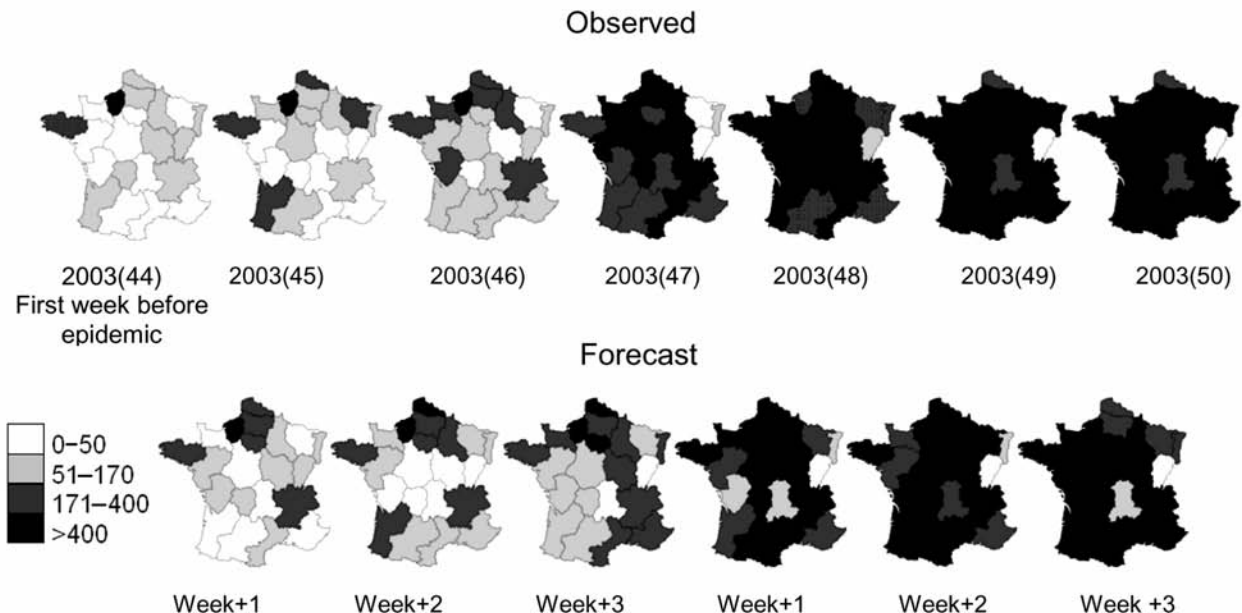 Observed
2003(44)
First week before
epidemic
2003(45)
2003(46)
2003(47)
2003(48)
2003(49)
2003(50)
Forecast
0–50
51–170
171–400
>400
Week+1
Week+2
Week+3
Week+1
Week+2
Week +3